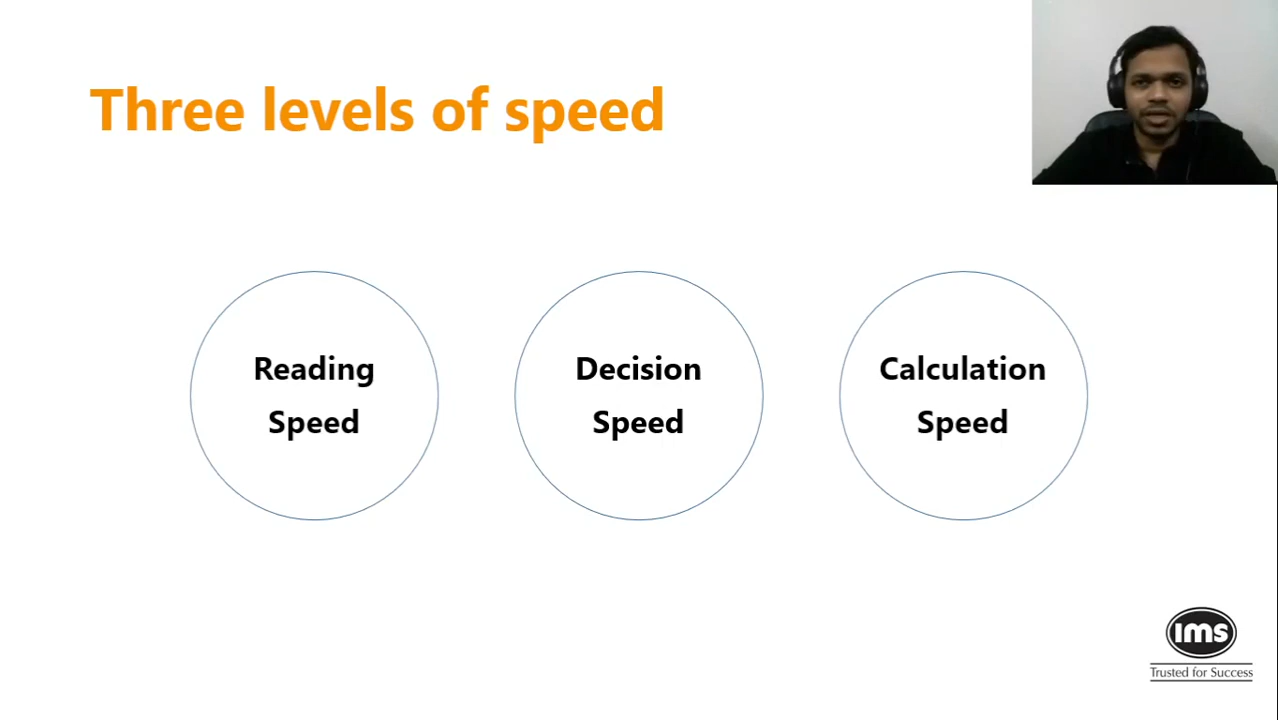 Three levels of speed
Reading
Speed
Decision
Speed
Calculation
Speed
ims
Trusted for Success